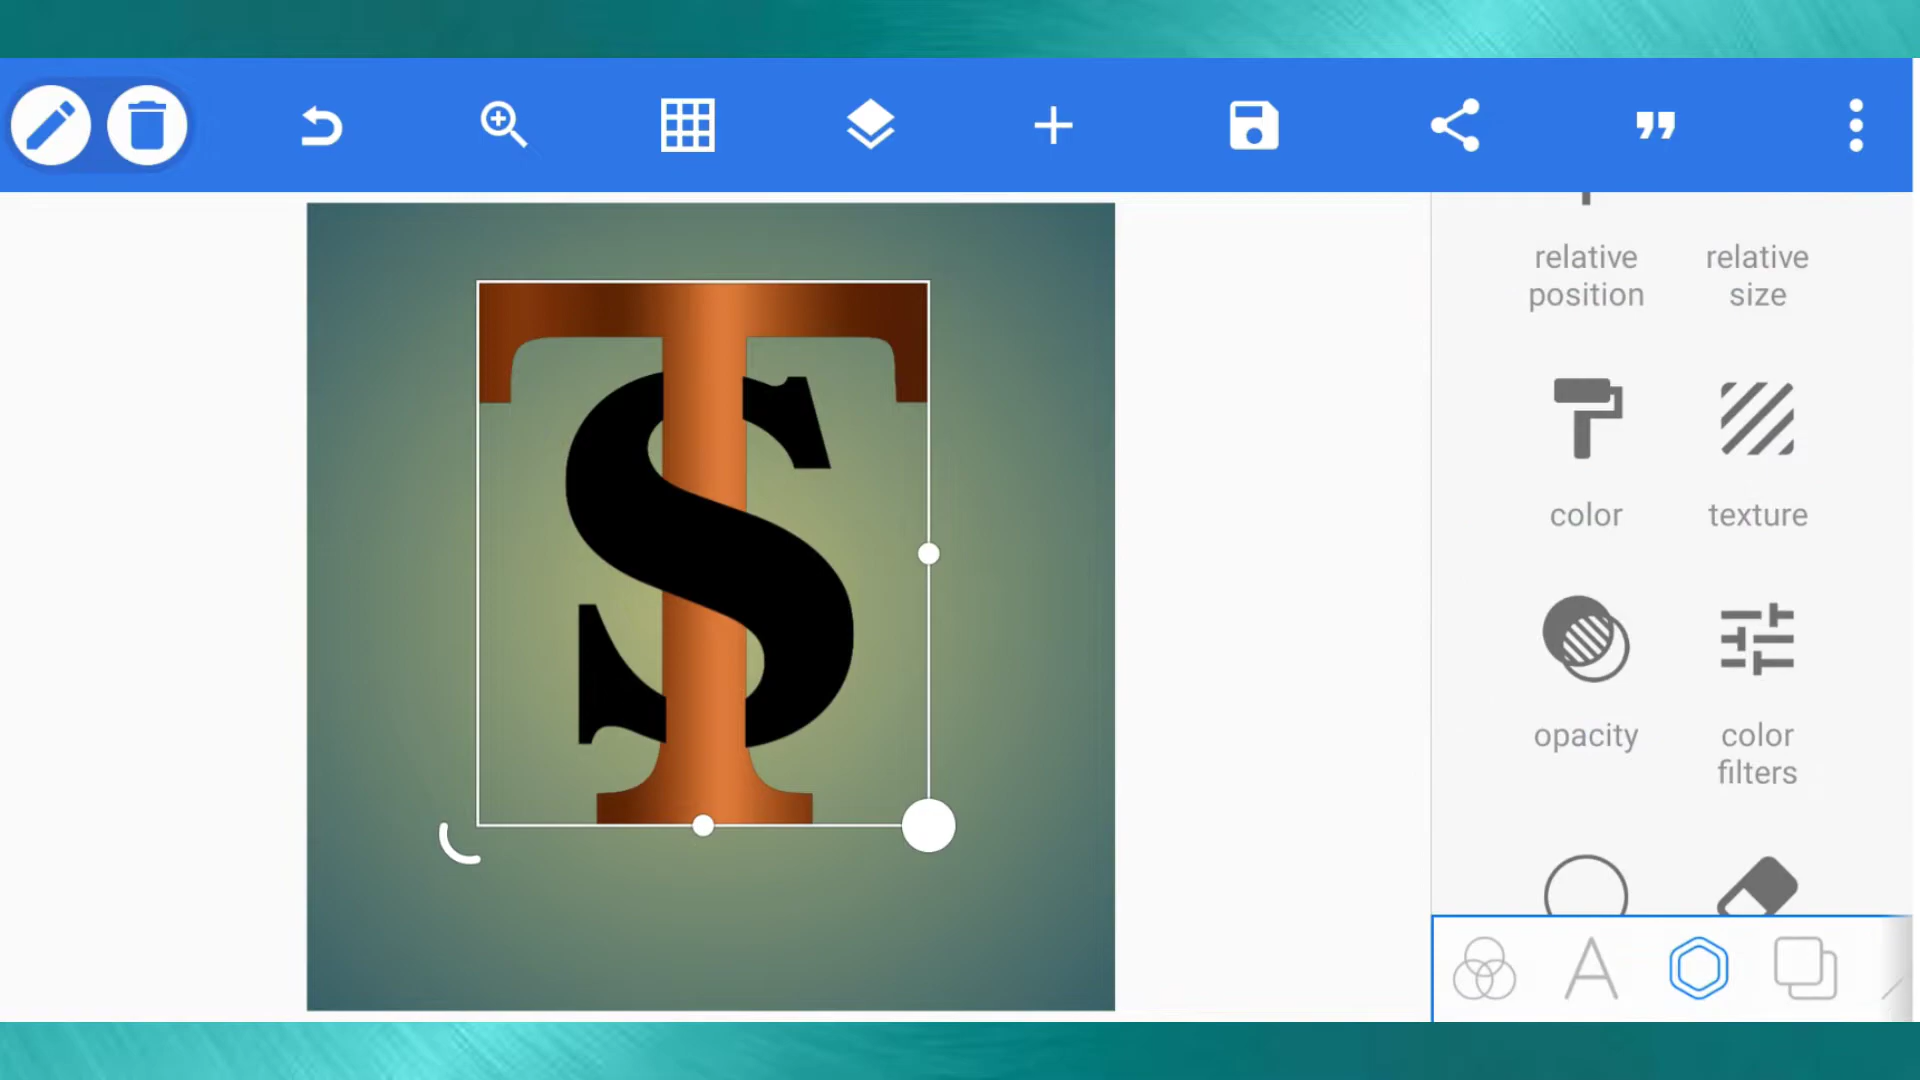 relative
position
relative
size
T
S
color
texture
opacity
color
filters
A